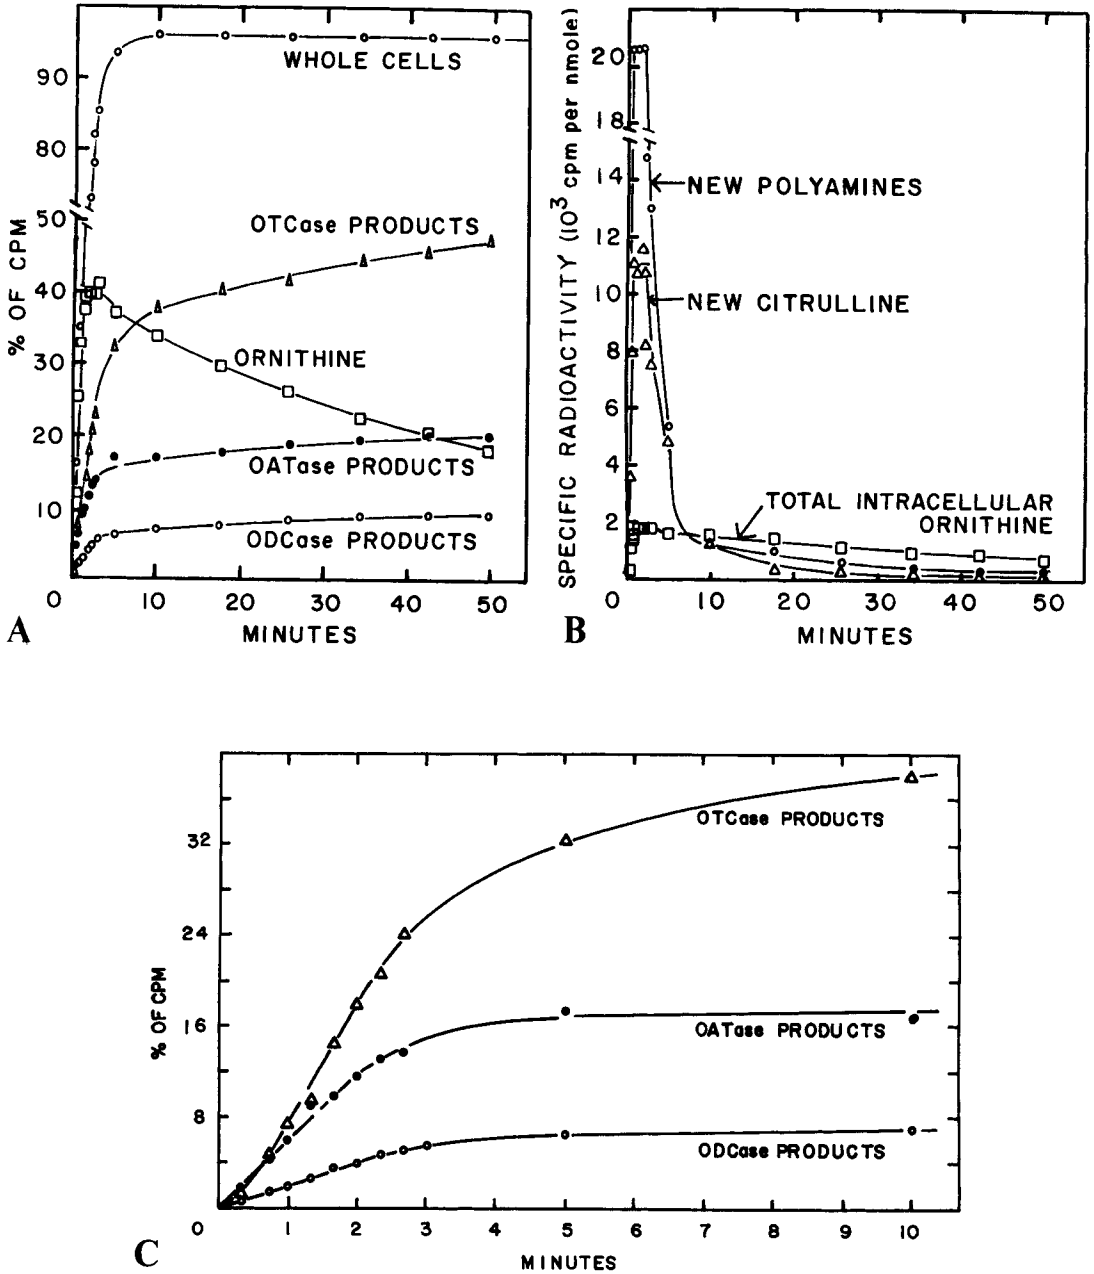 % OF CPM
90
80
50
40
30
20
10
0
WHOLE CELLS
OTCase PRODUCTS
ORNITHINE
OATase PRODUCTS
ODCase PRODUCTS
10 20 30 40 50
MINUTES
A
SPECIFIC RADIOACTIVITY (10³ cpm per nmole)
20
18
14
12
10
8
6
4
2
NEW POLYAMINES
NEW CITRULLINE
TOTAL INTRACELLULAR
ORNITHINE
0 10 20 30 40 50
MINUTES
B
% OF CPM
32
24
16
8
OTCase PRODUCTS
OATase PRODUCTS
ODCase PRODUCTS
0 1 2 3 4 5 6 7 8 9 10
MINUTES
C